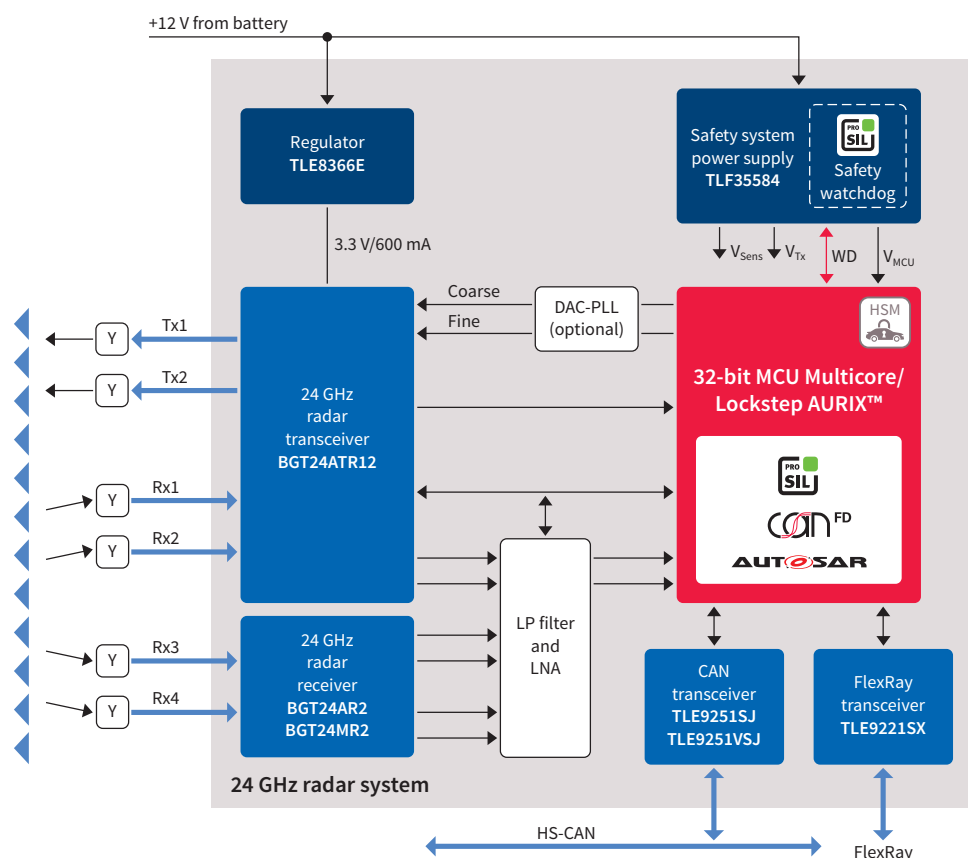 +12 V from battery
Regulator
TLE8366E
Safety system
power supply
TLF35584
PRO
SIL
Safety
watchdog
3.3 V/600 mA
VSens
VTx
WD
VMCU
Coarse
Fine
DAC-PLL
(optional)
HSM
32-bit MCU Multicore/
Lockstep AURIX™
PRO
SIL
CAN FD
AUTOSAR
Y
Tx1
Y
Tx2
24 GHz
radar
transceiver
BGT24ATR12
Y
Rx1
Y
Rx2
LP filter
and
LNA
Y
Rx3
Y
Rx4
24 GHz
radar
receiver
BGT24AR2
BGT24MR2
CAN
transceiver
TLE9251SJ
TLE9251VSJ
FlexRay
transceiver
TLE9221SX
24 GHz radar system
HS-CAN
FlexRay